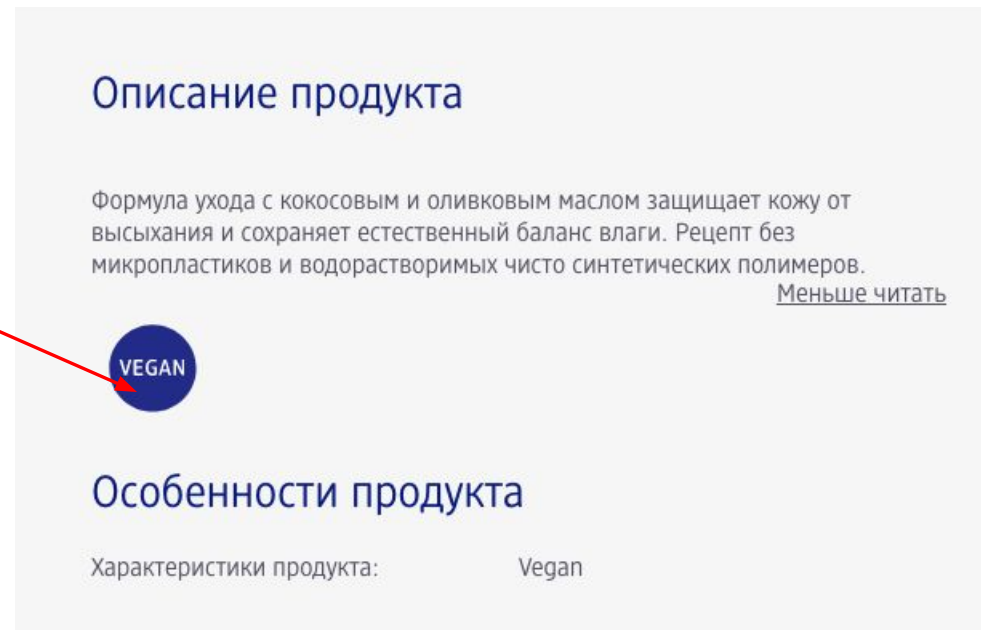 Описание продукта
Формула ухода с кокосовым и оливковым маслом защищает кожу от
высыхания и сохраняет естественный баланс влаги. Рецепт без
микропластиков и водорастворимых чисто синтетических полимеров.
Меньше читать
VEGAN
Особенности продукта
Характеристики продукта: Vegan